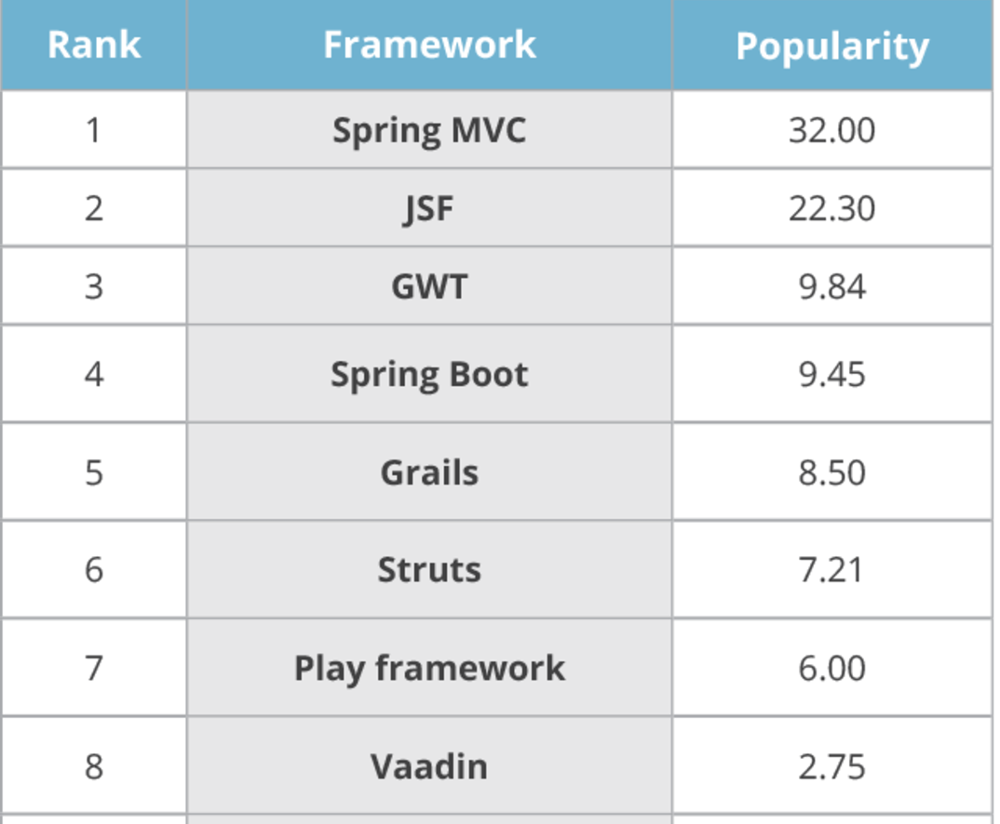 Rank Framework Popularity
1 Spring MVC 32.00
2 JSF 22.30
3 GWT 9.84
4 Spring Boot 9.45
5 Grails 8.50
6 Struts 7.21
7 Play framework 6.00
8 Vaadin 2.75